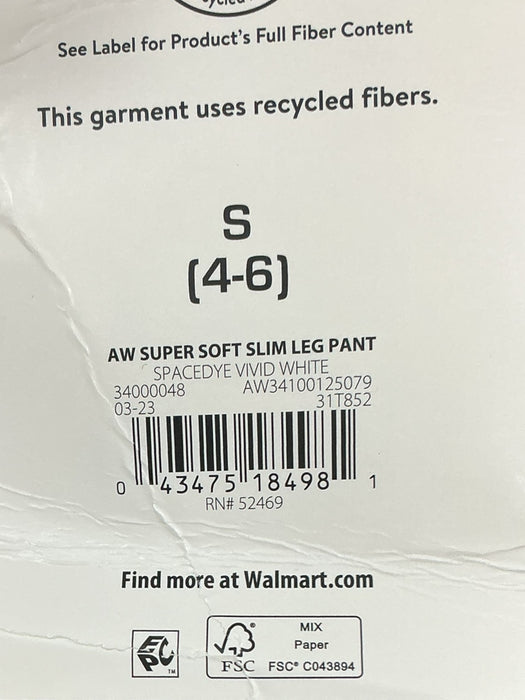 See Label for Product's Full Fiber Content
This garment uses recycled fibers.
S
(4-6)
AW SUPER SOFT SLIM LEG PANT
SPACEDYE VIVID WHITE
34000048 AW34100125079
03-23 31T852
0 43475 18498 1
RN# 52469
Find more at Walmart.com
EPC TM
FSC
MIX
Paper
FSC® C043894